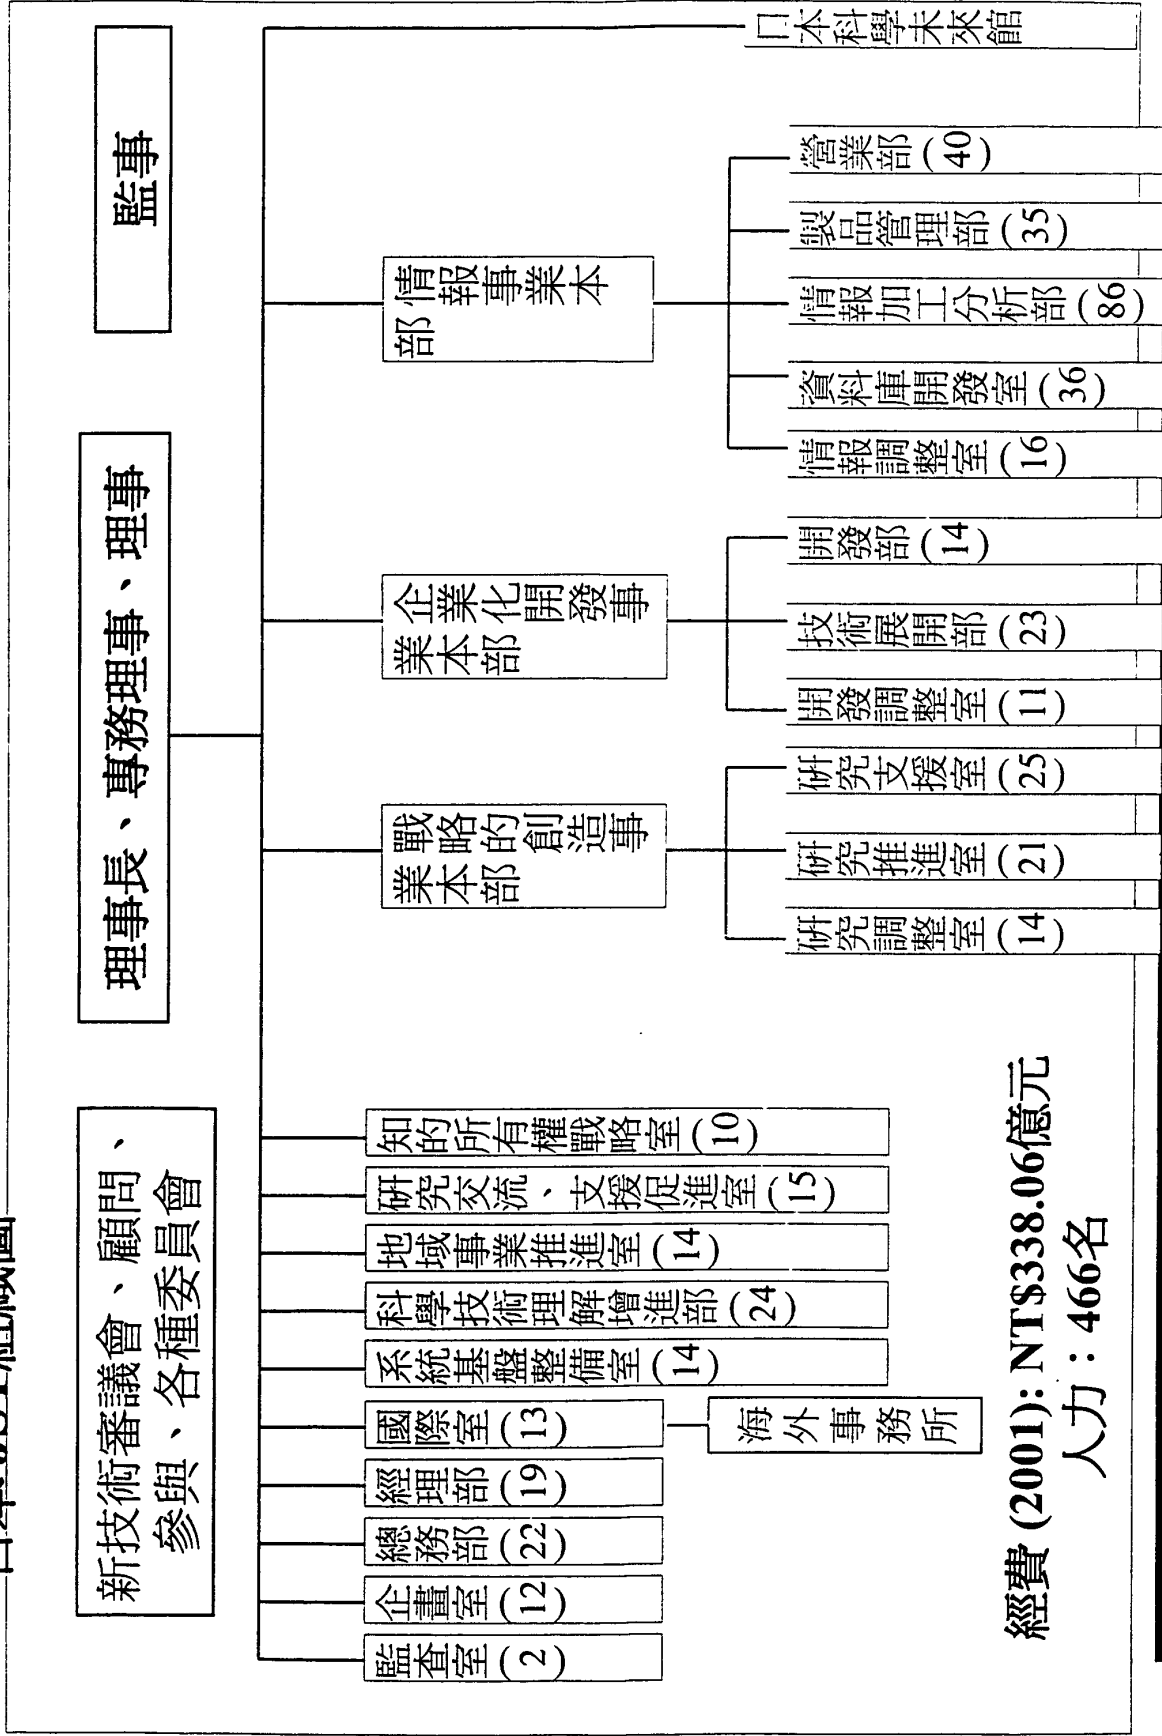 新技術審議會、顧問、
參與、各種委員會
理事長、專務理事、理事
監事
監查室(2)
企畫室(12)
總務部(22)
經理部(19)
國際室(13)
海外事務所
系統基盤整備室(14)
科學技術理解增進部(24)
地域事業推進室(14)
研究交流、支援促進室(15)
知的所有權戰略室(10)
戰略的創造事
業本部
研究調整室(14)
研究推進室(21)
研究支援室(25)
企業化開發事
業本部
開發調整室(11)
技術展開部(23)
開發部(14)
情報事業本
部
情報調整室(16)
資料庫開發室(36)
情報加工分析部(86)
製品管理部(35)
營業部(40)
日本科學未來館
經費 (2001): NT$338.06億元
人力：466名